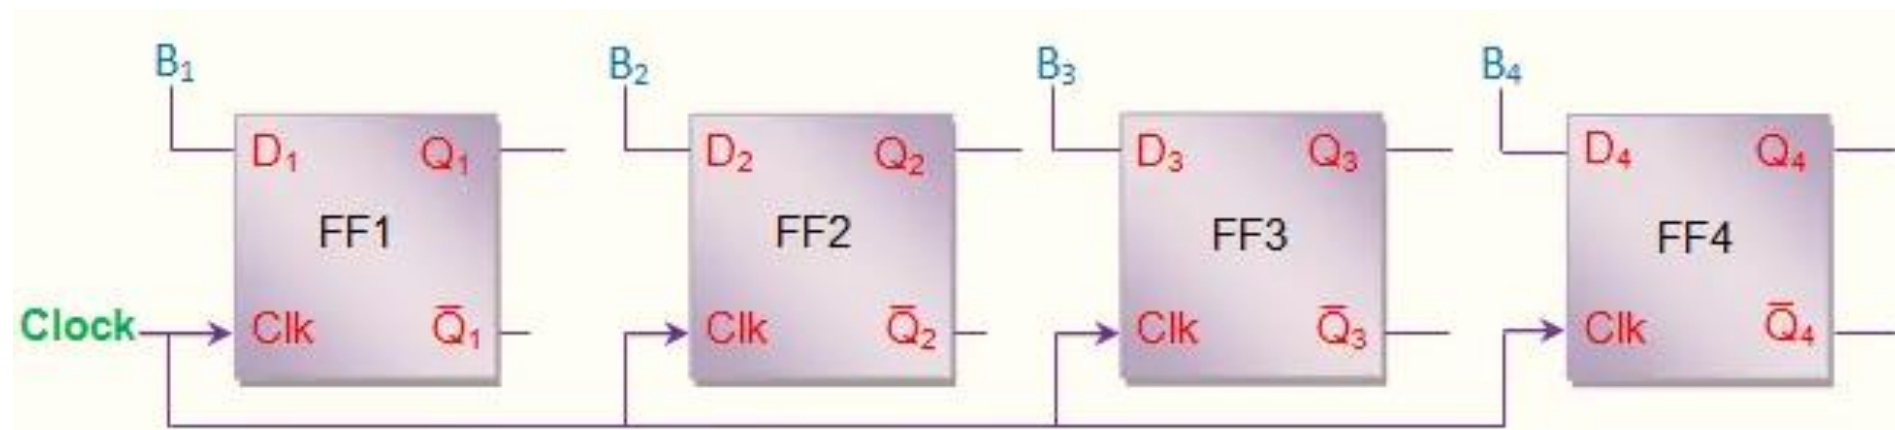 B₁ B₂ B₃ B₄
D₁ Q₁ D₂ Q₂ D₃ Q₃ D₄ Q₄
FF1 FF2 FF3 FF4
Clock Clk Q̅₁ Clk Q̅₂ Clk Q̅₃ Clk Q̅₄